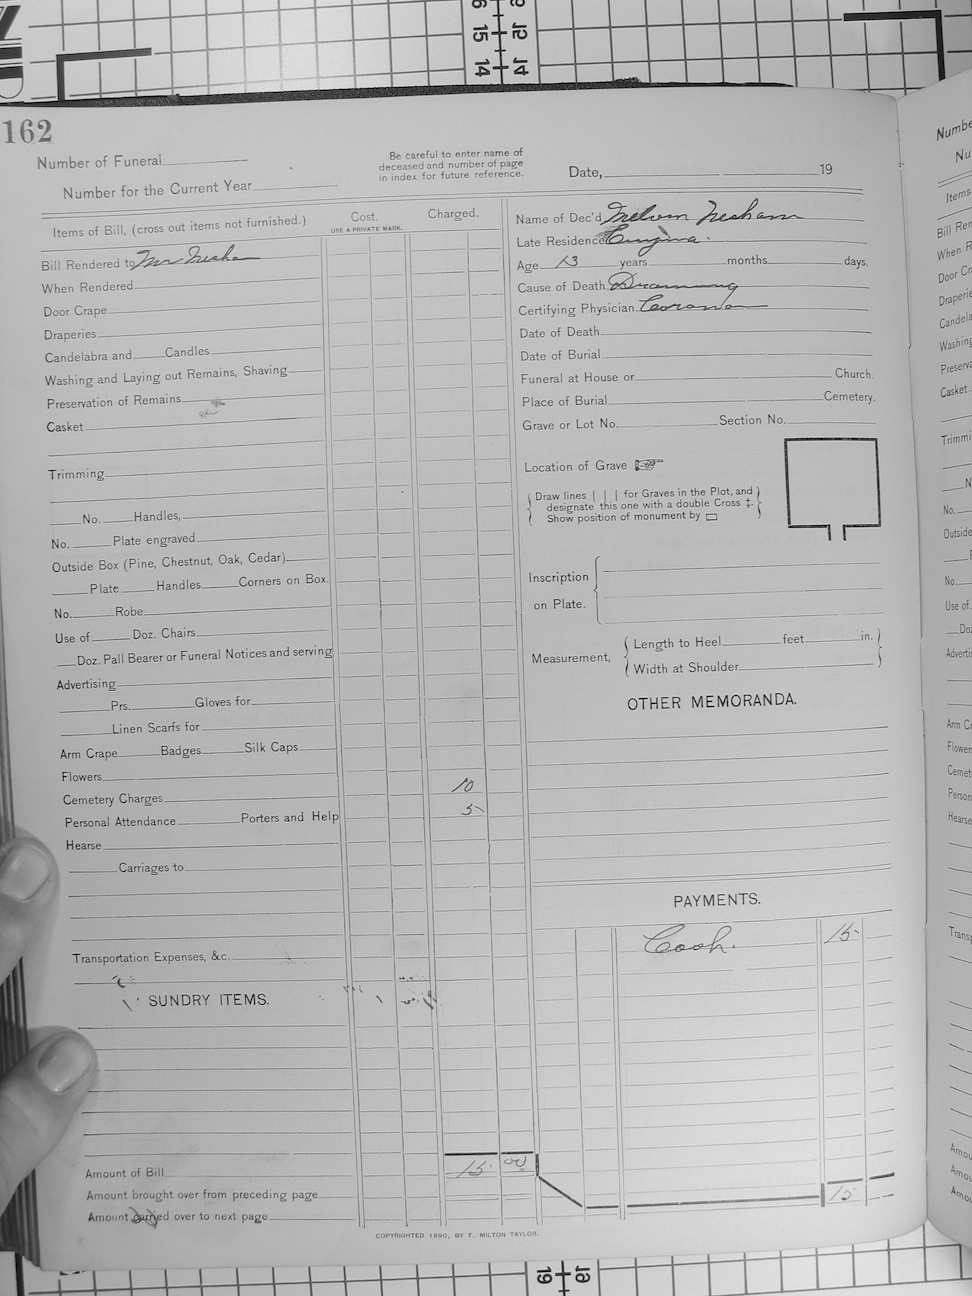 162
Number of Funeral
Number for the Current Year
Be careful to enter name of
deceased and number of page
in index for future reference.
Date, 19
Items of Bill, (cross out items not furnished.) Cost. Charged.
USE A PRIVATE MARK.
Bill Rendered to Mr Nesham
When Rendered
Door Crape
Draperies
Candelabra and Candles
Washing and Laying out Remains, Shaving
Preservation of Remains
Casket
Trimming
No. Handles,
No. Plate engraved
Outside Box (Pine, Chestnut, Oak, Cedar)
Plate Handles Corners on Box.
No. Robe
Use of Doz. Chairs
Doz. Pall Bearer or Funeral Notices and serving
Advertising
Prs. Gloves for
Linen Scarfs for
Arm Crape Badges Silk Caps
Flowers
Cemetery Charges 10
Personal Attendance Porters and Help 5
Hearse
Carriages to
Transportation Expenses, &c.
SUNDRY ITEMS.
Amount of Bill 15 00
Amount brought over from preceding page
Amount carried over to next page
Name of Dec'd Melvin Nesham
Late Residence
Age 13 years months days.
Cause of Death Drowning
Certifying Physician Coroner
Date of Death
Date of Burial
Funeral at House or Church.
Place of Burial Cemetery.
Grave or Lot No. Section No.
Location of Grave
Draw lines | | | for Graves in the Plot, and
designate this one with a double Cross ‡.
Show position of monument by
Inscription
on Plate.
Measurement, Length to Heel feet in.
Width at Shoulder
OTHER MEMORANDA.
PAYMENTS.
Cash. 15
15
COPYRIGHTED 1890, BY T. MILTON TAYLOR.